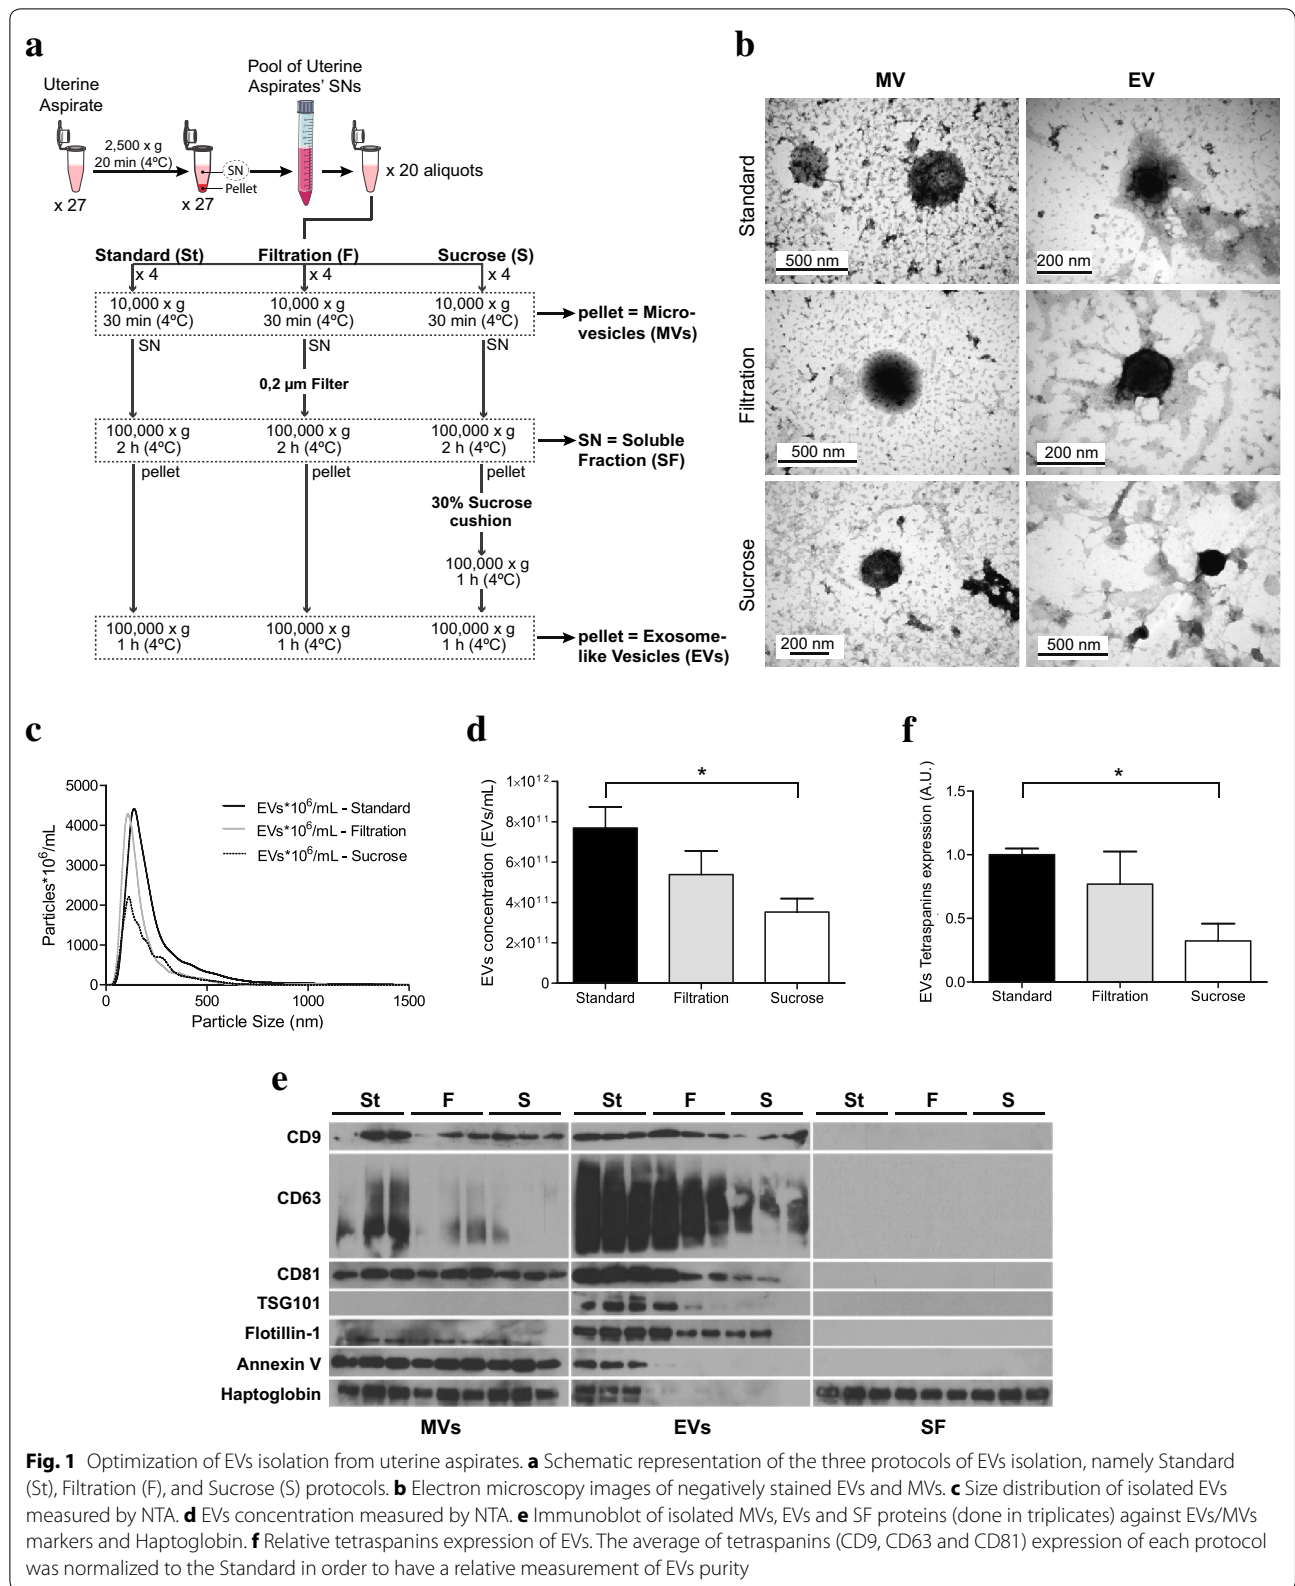 a
Uterine
Aspirate
x 27
2,500 x g
20 min (4ºC)
SN
Pellet
x 27
Pool of Uterine
Aspirates' SNs
x 20 aliquots
Standard (St)
Filtration (F)
Sucrose (S)
x 4
x 4
x 4
10,000 x g
30 min (4ºC)
10,000 x g
30 min (4ºC)
10,000 x g
30 min (4ºC)
pellet = Micro-
vesicles (MVs)
SN
SN
SN
0,2 µm Filter
100,000 x g
2 h (4ºC)
100,000 x g
2 h (4ºC)
100,000 x g
2 h (4ºC)
SN = Soluble
Fraction (SF)
pellet
pellet
pellet
30% Sucrose
cushion
100,000 x g
1 h (4ºC)
100,000 x g
1 h (4ºC)
100,000 x g
1 h (4ºC)
100,000 x g
1 h (4ºC)
pellet = Exosome-
like Vesicles (EVs)
b
MV
EV
Standard
500 nm
200 nm
Filtration
500 nm
200 nm
Sucrose
200 nm
500 nm
c
Particles*10⁶/mL
5000
4000
3000
2000
1000
0
0
500
1000
1500
Particle Size (nm)
EVs*10⁶/mL - Standard
EVs*10⁶/mL - Filtration
EVs*10⁶/mL - Sucrose
d
EVs concentration (EVs/mL)
1×10¹²
8×10¹¹
6×10¹¹
4×10¹¹
2×10¹¹
0
*
Standard
Filtration
Sucrose
f
EVs Tetraspanins expression (A.U.)
1.5
1.0
0.5
0.0
*
Standard
Filtration
Sucrose
e
St
F
S
St
F
S
St
F
S
CD9
CD63
CD81
TSG101
Flotillin-1
Annexin V
Haptoglobin
MVs
EVs
SF
Fig. 1 Optimization of EVs isolation from uterine aspirates. a Schematic representation of the three protocols of EVs isolation, namely Standard
(St), Filtration (F), and Sucrose (S) protocols. b Electron microscopy images of negatively stained EVs and MVs. c Size distribution of isolated EVs
measured by NTA. d EVs concentration measured by NTA. e Immunoblot of isolated MVs, EVs and SF proteins (done in triplicates) against EVs/MVs
markers and Haptoglobin. f Relative tetraspanins expression of EVs. The average of tetraspanins (CD9, CD63 and CD81) expression of each protocol
was normalized to the Standard in order to have a relative measurement of EVs purity